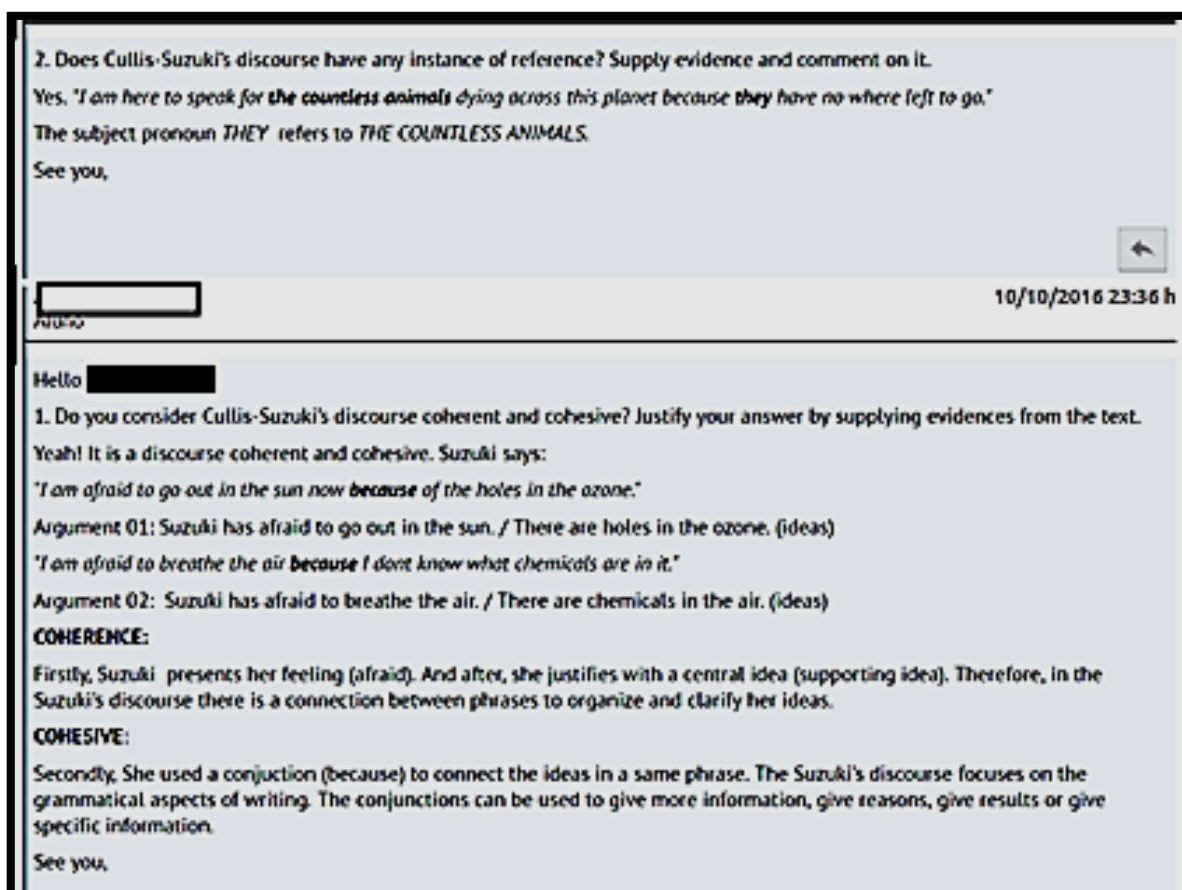 2. Does Cullis-Suzuki's discourse have any instance of reference? Supply evidence and comment on it.
Yes. "I am here to speak for the countless animals dying across this planet because they have no where left to go."
The subject pronoun THEY refers to THE COUNTLESS ANIMALS.
See you,
10/10/2016 23:36 h
Aluno
Hello
1. Do you consider Cullis-Suzuki's discourse coherent and cohesive? Justify your answer by supplying evidences from the text.
Yeah! It is a discourse coherent and cohesive. Suzuki says:
"I am afraid to go out in the sun now because of the holes in the ozone."
Argument 01: Suzuki has afraid to go out in the sun. / There are holes in the ozone. (ideas)
"I am afraid to breathe the air because I dont know what chemicals are in it."
Argument 02: Suzuki has afraid to breathe the air. / There are chemicals in the air. (ideas)
COHERENCE:
Firstly, Suzuki presents her feeling (afraid). And after, she justifies with a central idea (supporting idea). Therefore, in the
Suzuki's discourse there is a connection between phrases to organize and clarify her ideas.
COHESIVE:
Secondly, She used a conjuction (because) to connect the ideas in a same phrase. The Suzuki's discourse focuses on the
grammatical aspects of writing. The conjunctions can be used to give more information, give reasons, give results or give
specific information.
See you,